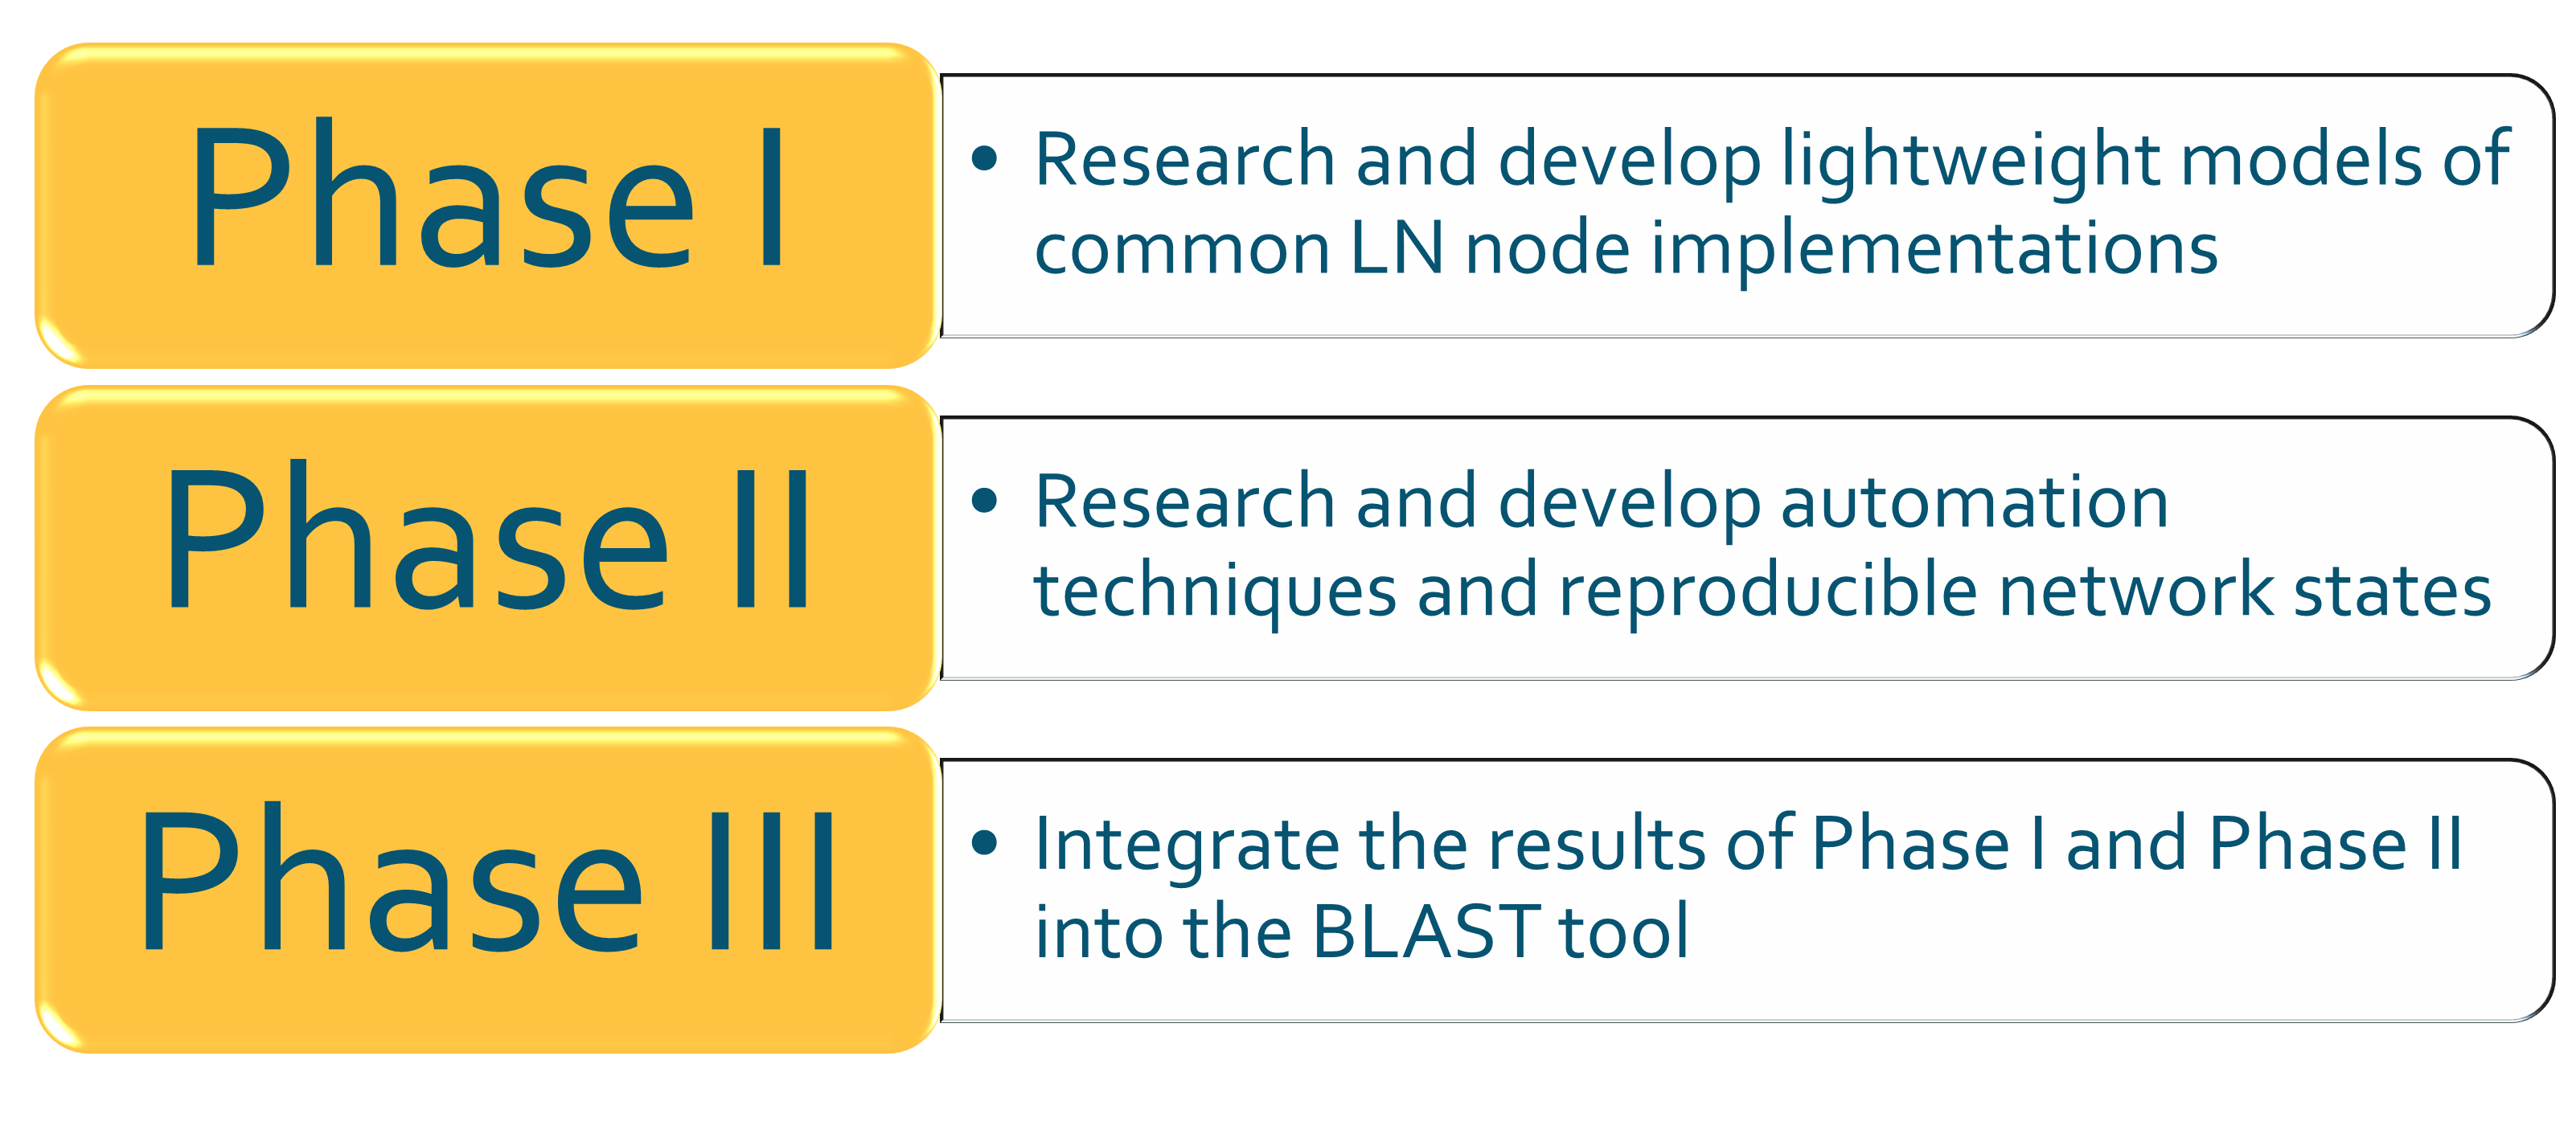 Phase I
• Research and develop lightweight models of
common LN node implementations
Phase II
• Research and develop automation
techniques and reproducible network states
Phase III
• Integrate the results of Phase I and Phase II
into the BLAST tool